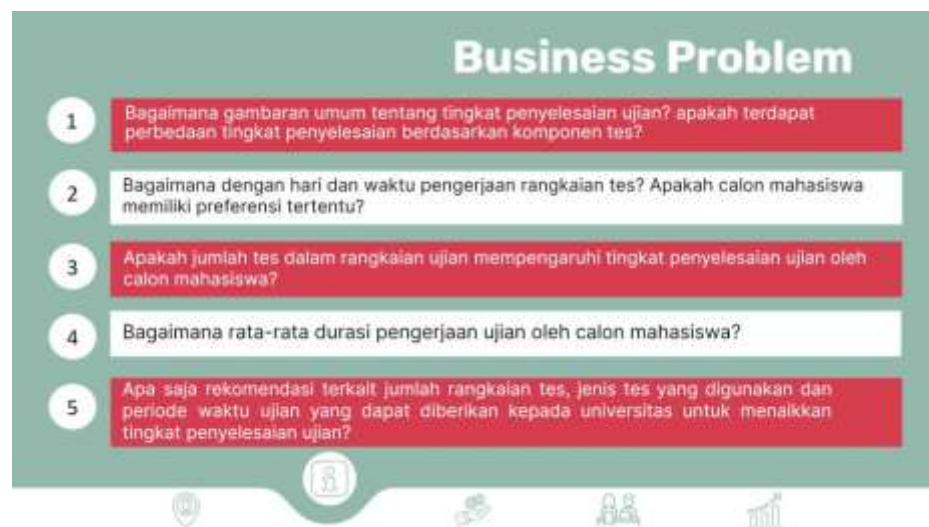 Business Problem
1
Bagaimana gambaran umum tentang tingkat penyelesaian ujian? apakah terdapat
perbedaan tingkat penyelesaian berdasarkan komponen tes?
2
Bagaimana dengan hari dan waktu pengerjaan rangkaian tes? Apakah calon mahasiswa
memiliki preferensi tertentu?
3
Apakah jumlah tes dalam rangkaian ujian mempengaruhi tingkat penyelesaian ujian oleh
calon mahasiswa?
4
Bagaimana rata-rata durasi pengerjaan ujian oleh calon mahasiswa?
5
Apa saja rekomendasi terkait jumlah rangkaian tes, jenis tes yang digunakan dan
periode waktu ujian yang dapat diberikan kepada universitas untuk menaikkan
tingkat penyelesaian ujian?